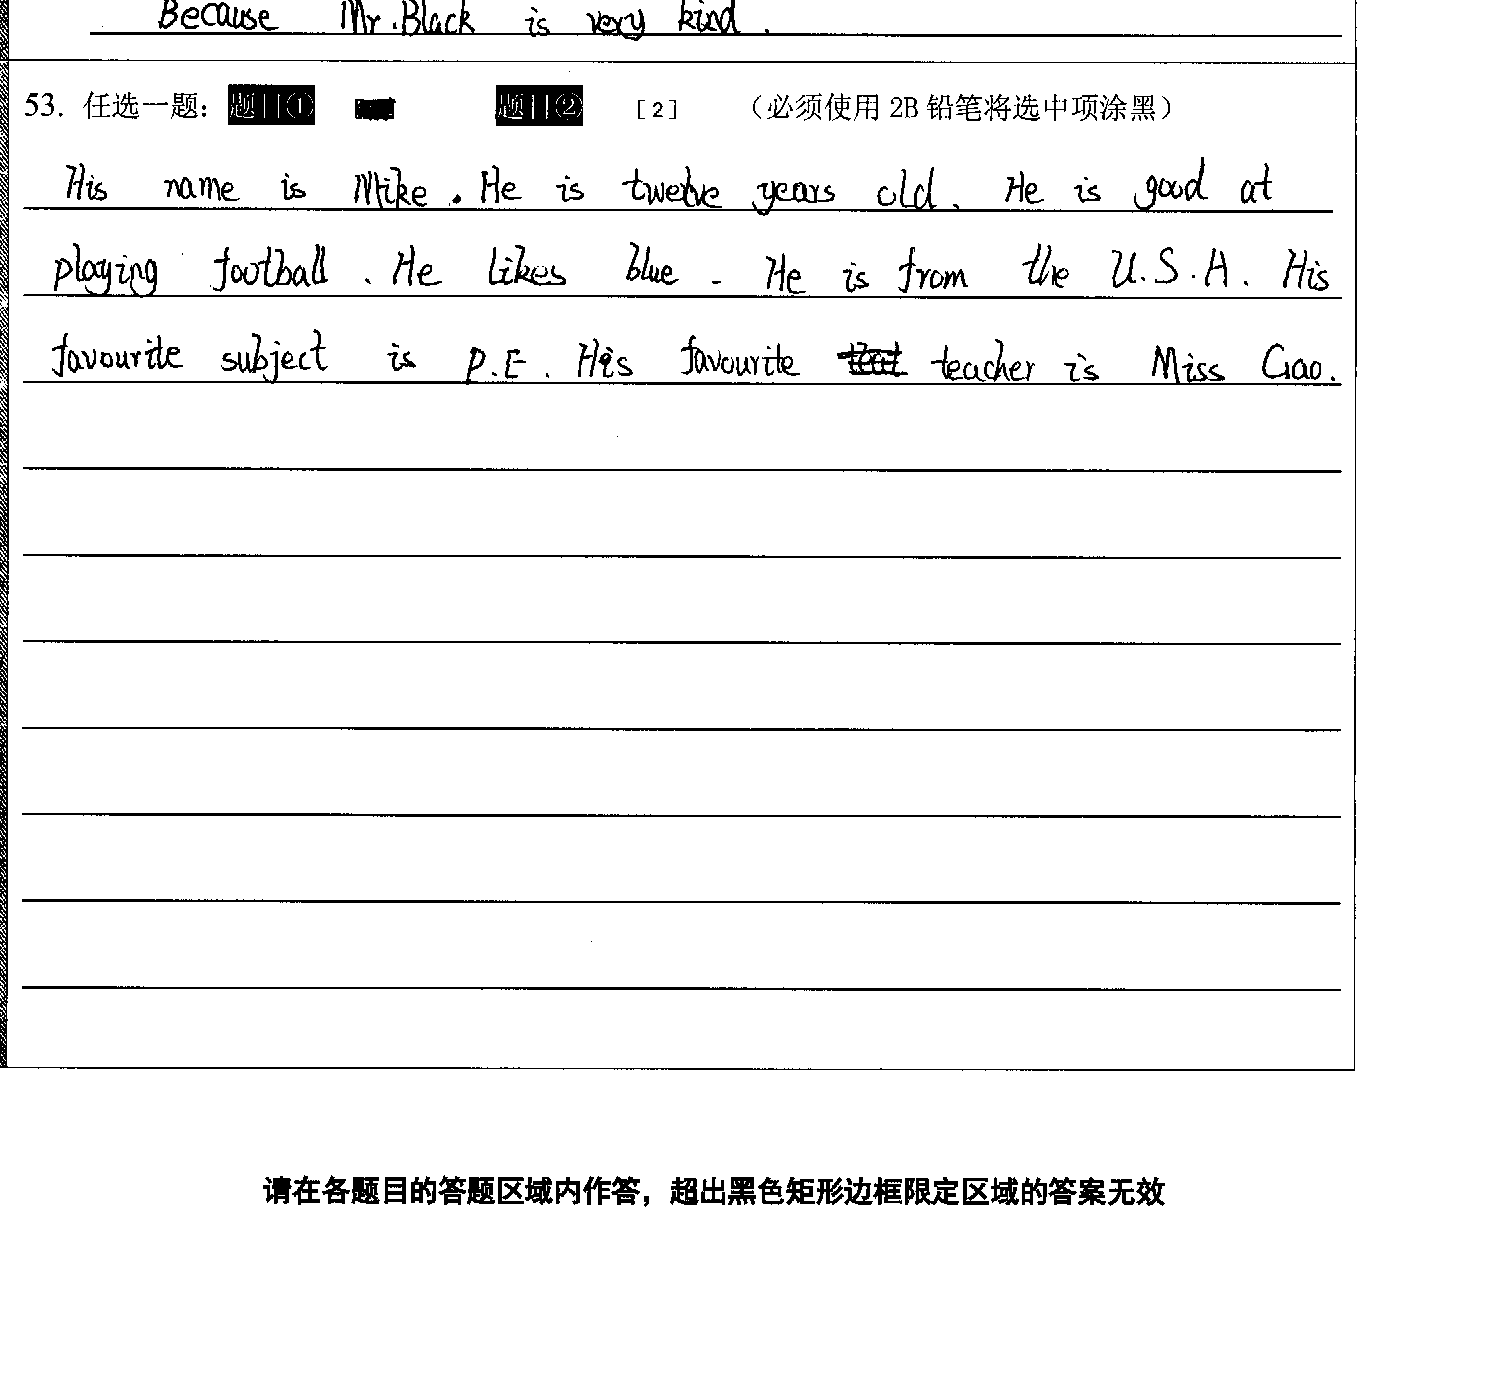 Because Mr.Black is very kind.
53. 任选一题： 题目① 题目② [2] （必须使用 2B 铅笔将选中项涂黑）
His name is Mike. He is twelve years old. He is good at
playing football. He likes blue. He is from the U.S.A. His
favourite subject is P.E. His favourite teacher is Miss Gao.
请在各题目的答题区域内作答，超出黑色矩形边框限定区域的答案无效